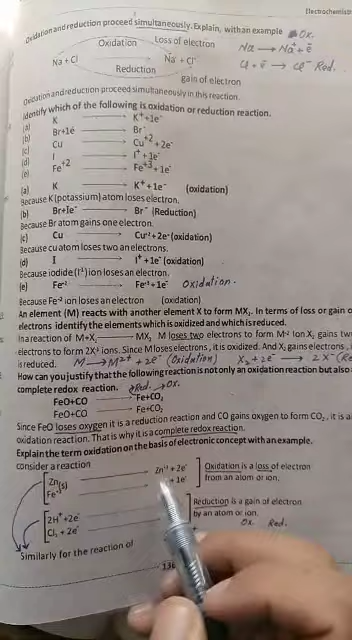 Electrochemis
Oxidation and reduction proceed simultaneously. Explain, with an example Ox.
Oxidation Loss of electron Na → Na⁺ + ē
Na + Cl Na⁺ + Cl⁻ Cl + ē → Cl⁻ Red.
Reduction
gain of electron
Oxidation and reduction proceed simultaneously in this reaction.
Identify which of the following is oxidation or reduction reaction.
(a) K → K⁺+1e⁻
(b) Br+1é → Br⁻
(c) Cu → Cu⁺²+2e⁻
(d) I → I⁺+1e⁻
(e) Fe⁺² → Fe⁺³+1e⁻
(a) K → K⁺+1e⁻ (oxidation)
Because K (potassium) atom loses electron.
(b) Br+Ie⁻ → Br⁻ (Reduction)
Because Br atom gains one electron.
(c) Cu → Cu⁺²+2e⁻ (oxidation)
Because cu atom loses two an electrons.
(d) I → I⁺+1e⁻ (oxidation)
Because iodide (I⁻¹) ion loses an electron.
(e) Fe⁺² → Fe⁺³+1e⁻ Oxidation.
Because Fe⁺² ion loses an electron (oxidation)
An element (M) reacts with another element X to form MX₂. In terms of loss or gain o
electrons identify the elements which is oxidized and which is reduced.
In a reaction of M+X₂ → MX₂ M loses two electrons to form M⁺² Ion X₂ gains tw
electrons to form 2X⁻¹ ions. Since M loses electrons, it is oxidized. And X₂ gains electrons, i
is reduced. M → M²⁺ + 2e⁻ (Oxidation) X₂ + 2e⁻ → 2X⁻ (Re
How can you justify that the following reaction is not only an oxidation reaction but also
complete redox reaction. Red. Ox.
FeO+CO → Fe+CO₂
FeO+CO → Fe+CO₂
Since FeO loses oxygen it is a reduction reaction and CO gains oxygen to form CO₂, it is a
oxidation reaction. That is why it is a complete redox reaction.
Explain the term oxidation on the basis of electronic concept with an example.
consider a reaction
Zn(s) → Zn⁺² + 2e⁻ Oxidation is a loss of electron
Fe + 1e⁻ from an atom or ion.
2H⁺ +2e⁻ Reduction is a gain of electron
Cl₂ + 2e⁻ by an atom or ion.
Ox. Red.
Similarly for the reaction of